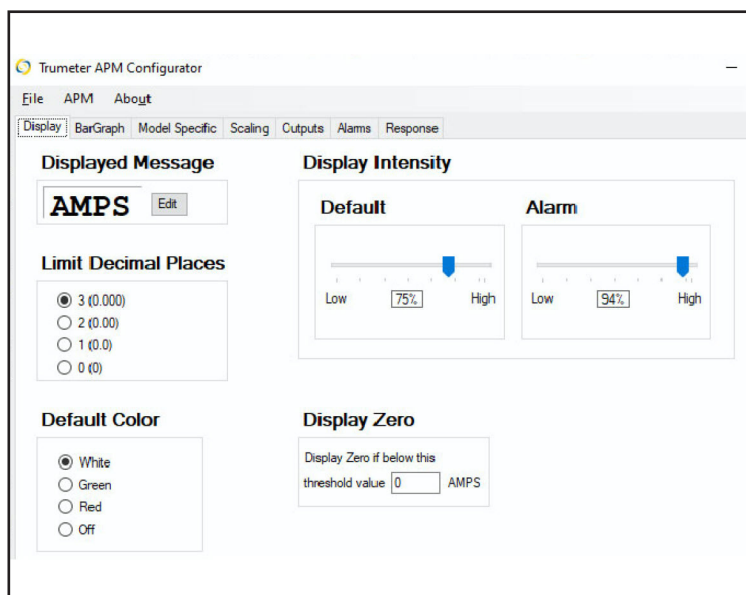 Trumeter APM Configurator
File APM About
Display BarGraph Model Specific Scaling Outputs Alarms Response
Displayed Message
AMPS Edit
Limit Decimal Places
3 (0.000)
2 (0.00)
1 (0.0)
0 (0)
Default Color
White
Green
Red
Off
Display Intensity
Default
Low 75% High
Alarm
Low 94% High
Display Zero
Display Zero if below this
threshold value 0 AMPS